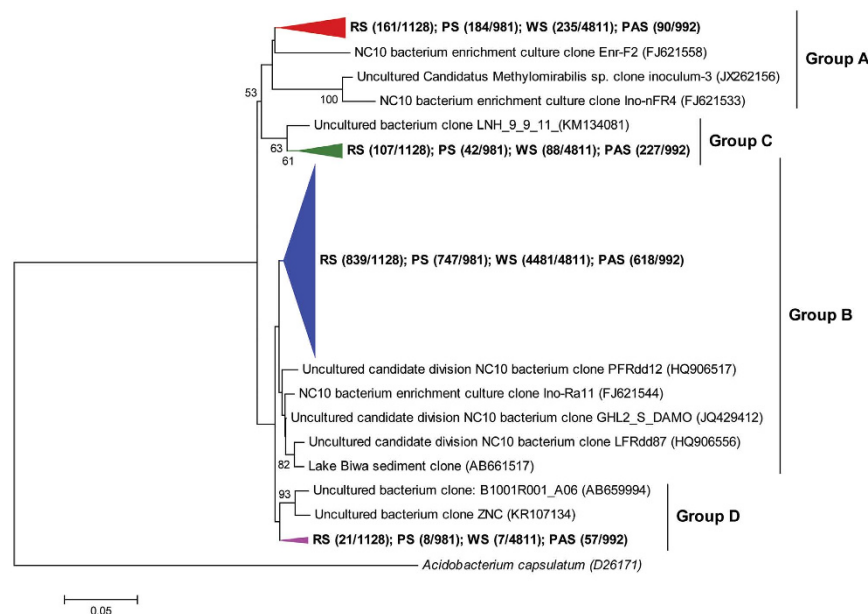 RS (161/1128); PS (184/981); WS (235/4811); PAS (90/992)
NC10 bacterium enrichment culture clone Enr-F2 (FJ621558)
Group A
Uncultured Candidatus Methylomirabilis sp. clone inoculum-3 (JX262156)
53
100
NC10 bacterium enrichment culture clone Ino-nFR4 (FJ621533)
Uncultured bacterium clone LNH_9_9_11_(KM134081)
Group C
63
RS (107/1128); PS (42/981); WS (88/4811); PAS (227/992)
61
RS (839/1128); PS (747/981); WS (4481/4811); PAS (618/992)
Group B
Uncultured candidate division NC10 bacterium clone PFRdd12 (HQ906517)
NC10 bacterium enrichment culture clone Ino-Ra11 (FJ621544)
Uncultured candidate division NC10 bacterium clone GHL2_S_DAMO (JQ429412)
Uncultured candidate division NC10 bacterium clone LFRdd87 (HQ906556)
82
Lake Biwa sediment clone (AB661517)
93
Uncultured bacterium clone: B1001R001_A06 (AB659994)
Uncultured bacterium clone ZNC (KR107134)
Group D
RS (21/1128); PS (8/981); WS (7/4811); PAS (57/992)
Acidobacterium capsulatum (D26171)
0.05